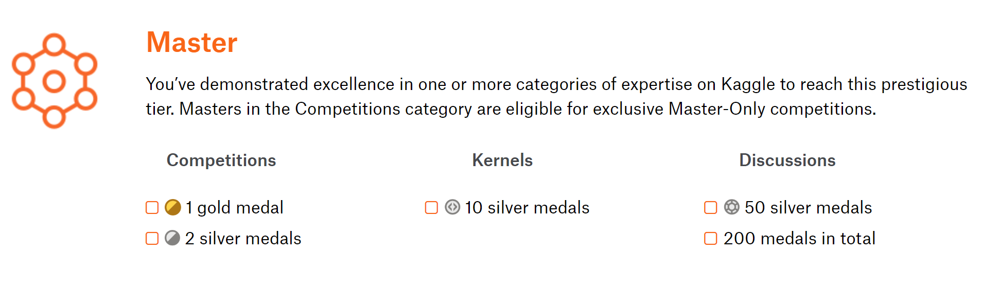 Master
You’ve demonstrated excellence in one or more categories of expertise on Kaggle to reach this prestigious
tier. Masters in the Competitions category are eligible for exclusive Master-Only competitions.
Competitions
1 gold medal
2 silver medals
Kernels
10 silver medals
Discussions
50 silver medals
200 medals in total